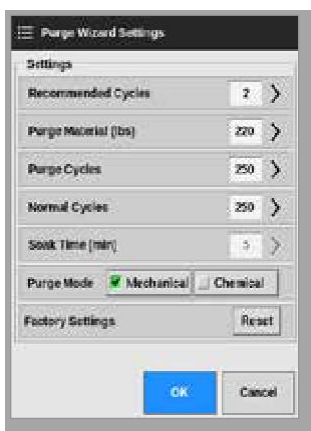 Purge Wizard Settings
Settings
Recommended Cycles 2
Purge Material (lbs) 220
Purge Cycles 250
Normal Cycles 250
Soak Time [min] 5
Purge Mode Mechanical Chemical
Factory Settings Reset
OK Cancel